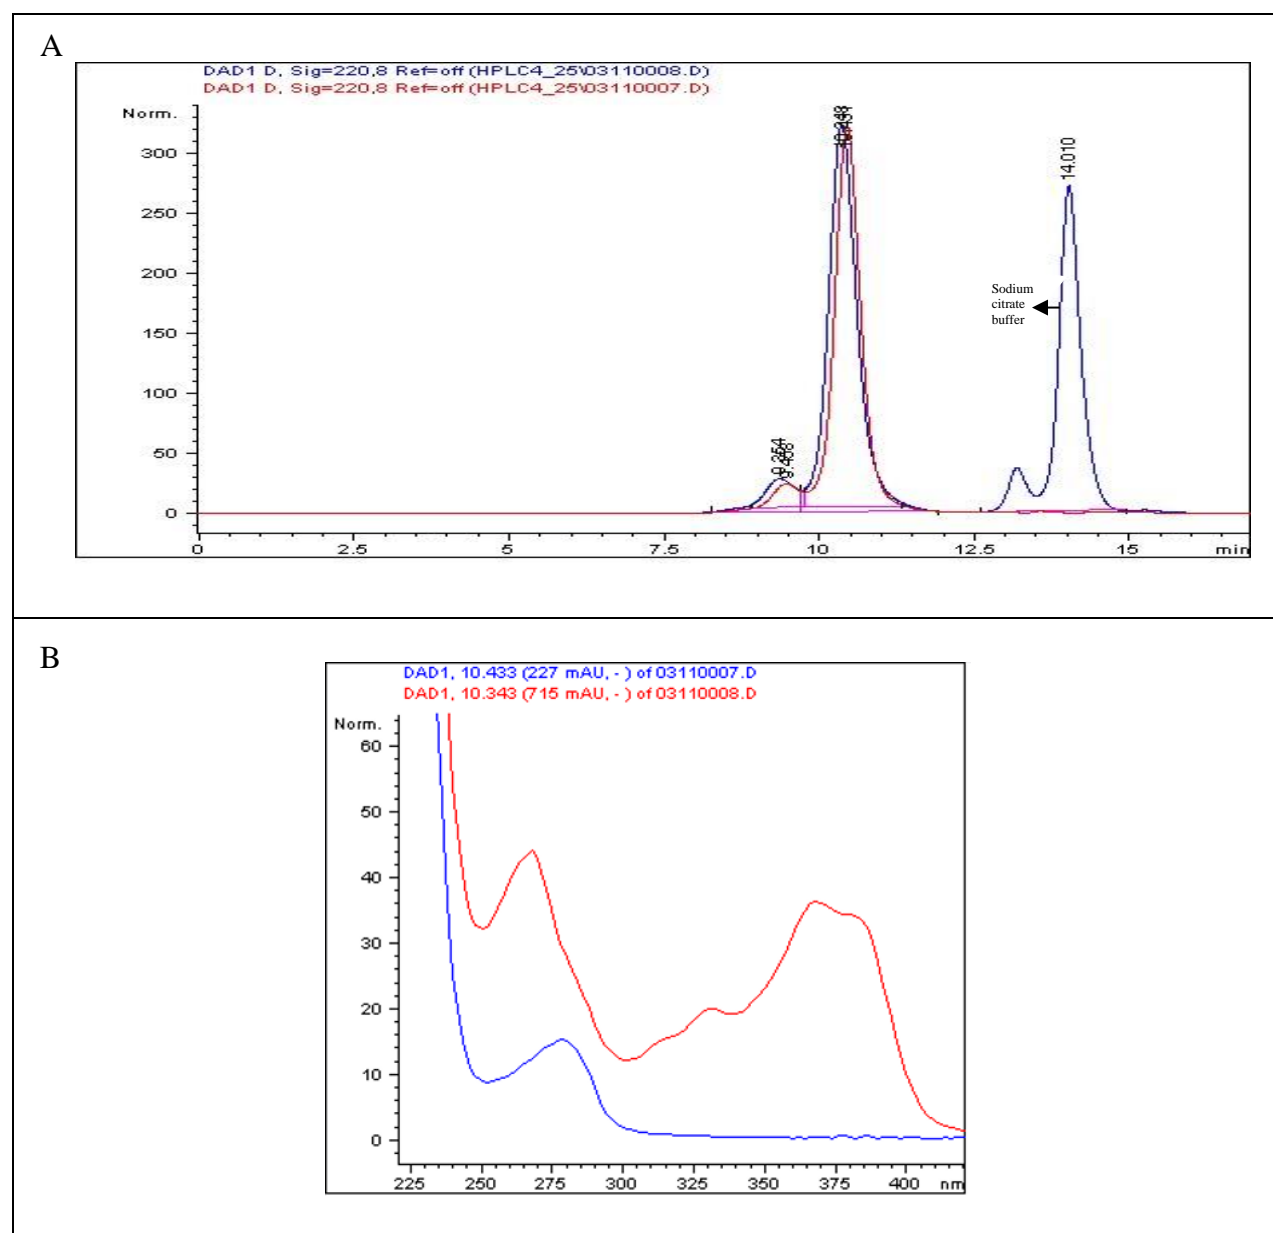 A
DAD1 D, Sig=220,8 Ref=off (HPLC4_25\03110008.D)
DAD1 D, Sig=220,8 Ref=off (HPLC4_25\03110007.D)
Norm.
300
250
200
150
100
50
0
9.354
14.010
Sodium
citrate
buffer
0 2.5 5 7.5 10 12.5 15 min
B
DAD1, 10.433 (227 mAU, - ) of 03110007.D
DAD1, 10.343 (715 mAU, - ) of 03110008.D
Norm.
60
50
40
30
20
10
0
225 250 275 300 325 350 375 400 nm